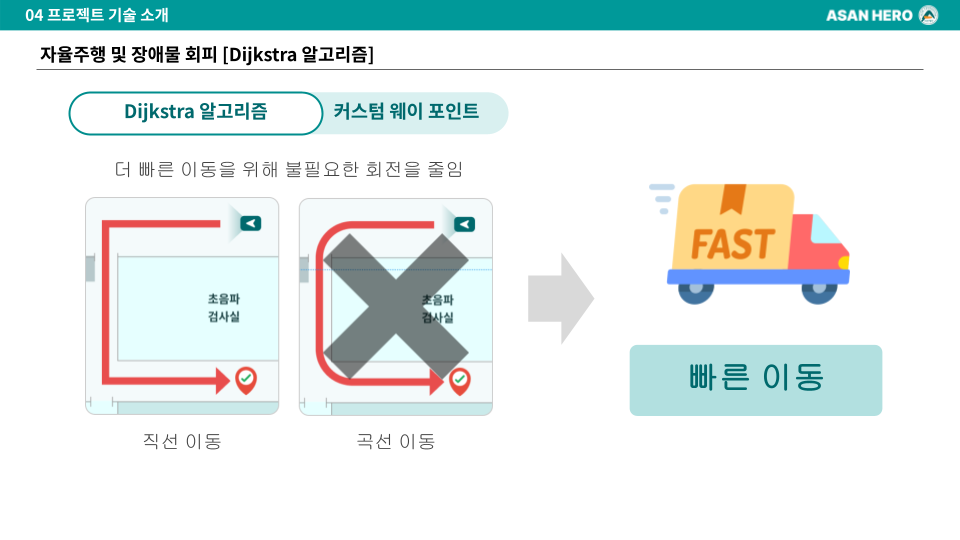 04 프로젝트 기술 소개
ASAN HERO
자율주행 및 장애물 회피 [Dijkstra 알고리즘]
Dijkstra 알고리즘
커스텀 웨이 포인트
더 빠른 이동을 위해 불필요한 회전을 줄임
초음파
검사실
초음파
검사실
FAST
빠른 이동
직선 이동
곡선 이동